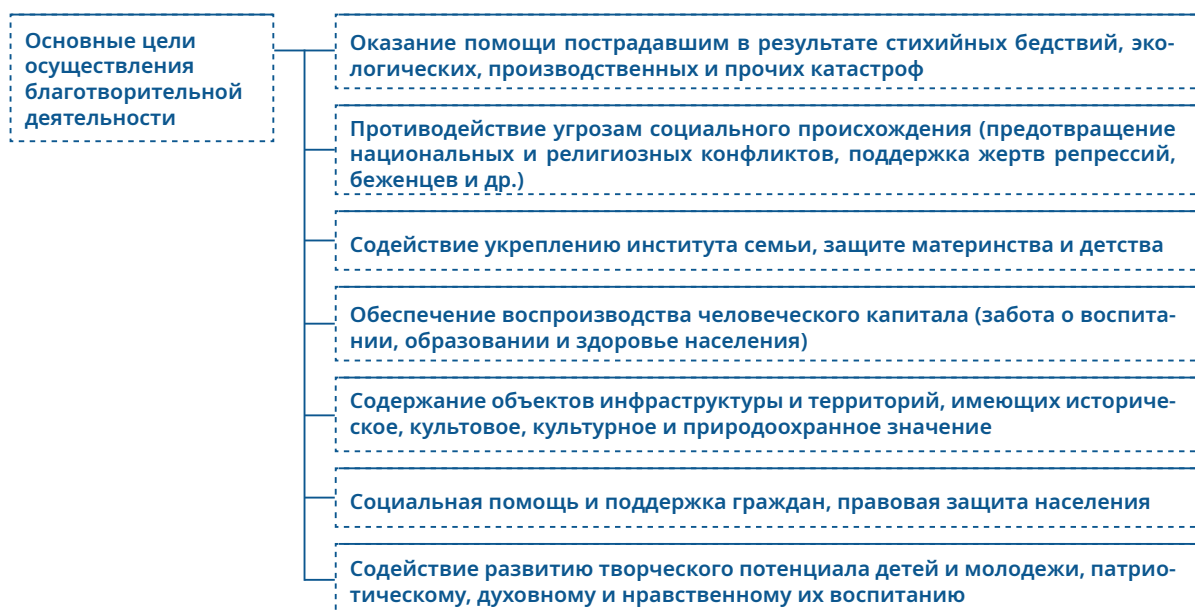 Основные цели
осуществления
благотворительной
деятельности
Оказание помощи пострадавшим в результате стихийных бедствий, эко-
логических, производственных и прочих катастроф
Противодействие угрозам социального происхождения (предотвращение
национальных и религиозных конфликтов, поддержка жертв репрессий,
беженцев и др.)
Содействие укреплению института семьи, защите материнства и детства
Обеспечение воспроизводства человеческого капитала (забота о воспита-
нии, образовании и здоровье населения)
Содержание объектов инфраструктуры и территорий, имеющих историче-
ское, культовое, культурное и природоохранное значение
Социальная помощь и поддержка граждан, правовая защита населения
Содействие развитию творческого потенциала детей и молодежи, патрио-
тическому, духовному и нравственному их воспитанию